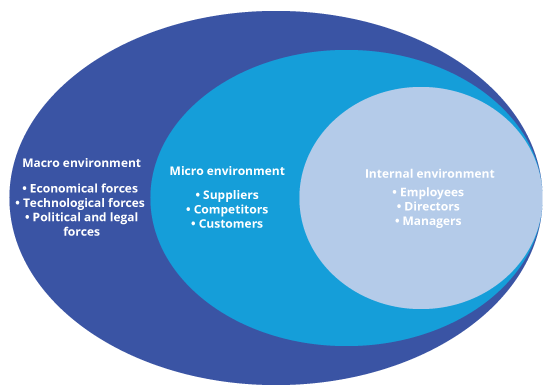 Macro environment
• Economical forces
• Technological forces
• Political and legal
forces
Micro environment
• Suppliers
• Competitors
• Customers
Internal environment
• Employees
• Directors
• Managers